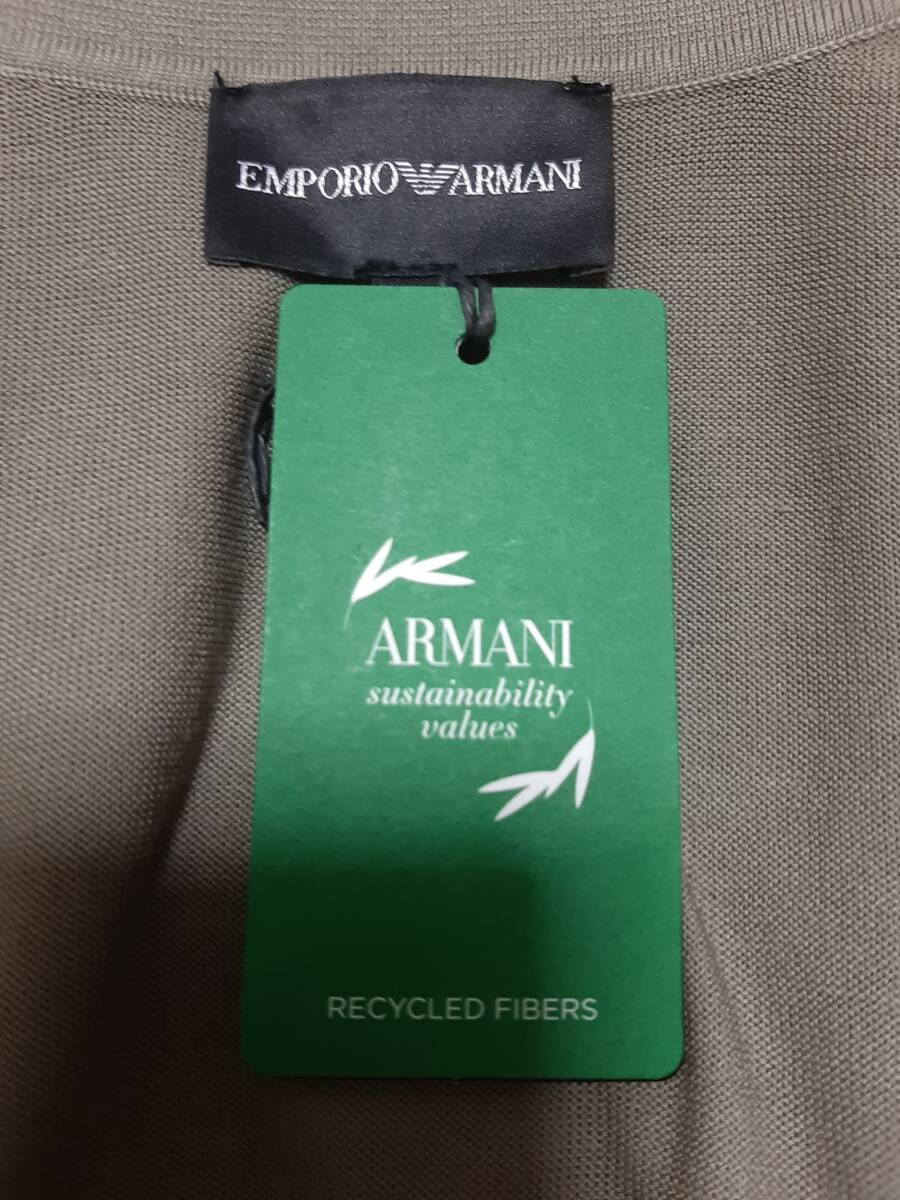 EMPORIO ARMANI
ARMANI
sustainability
values
RECYCLED FIBERS